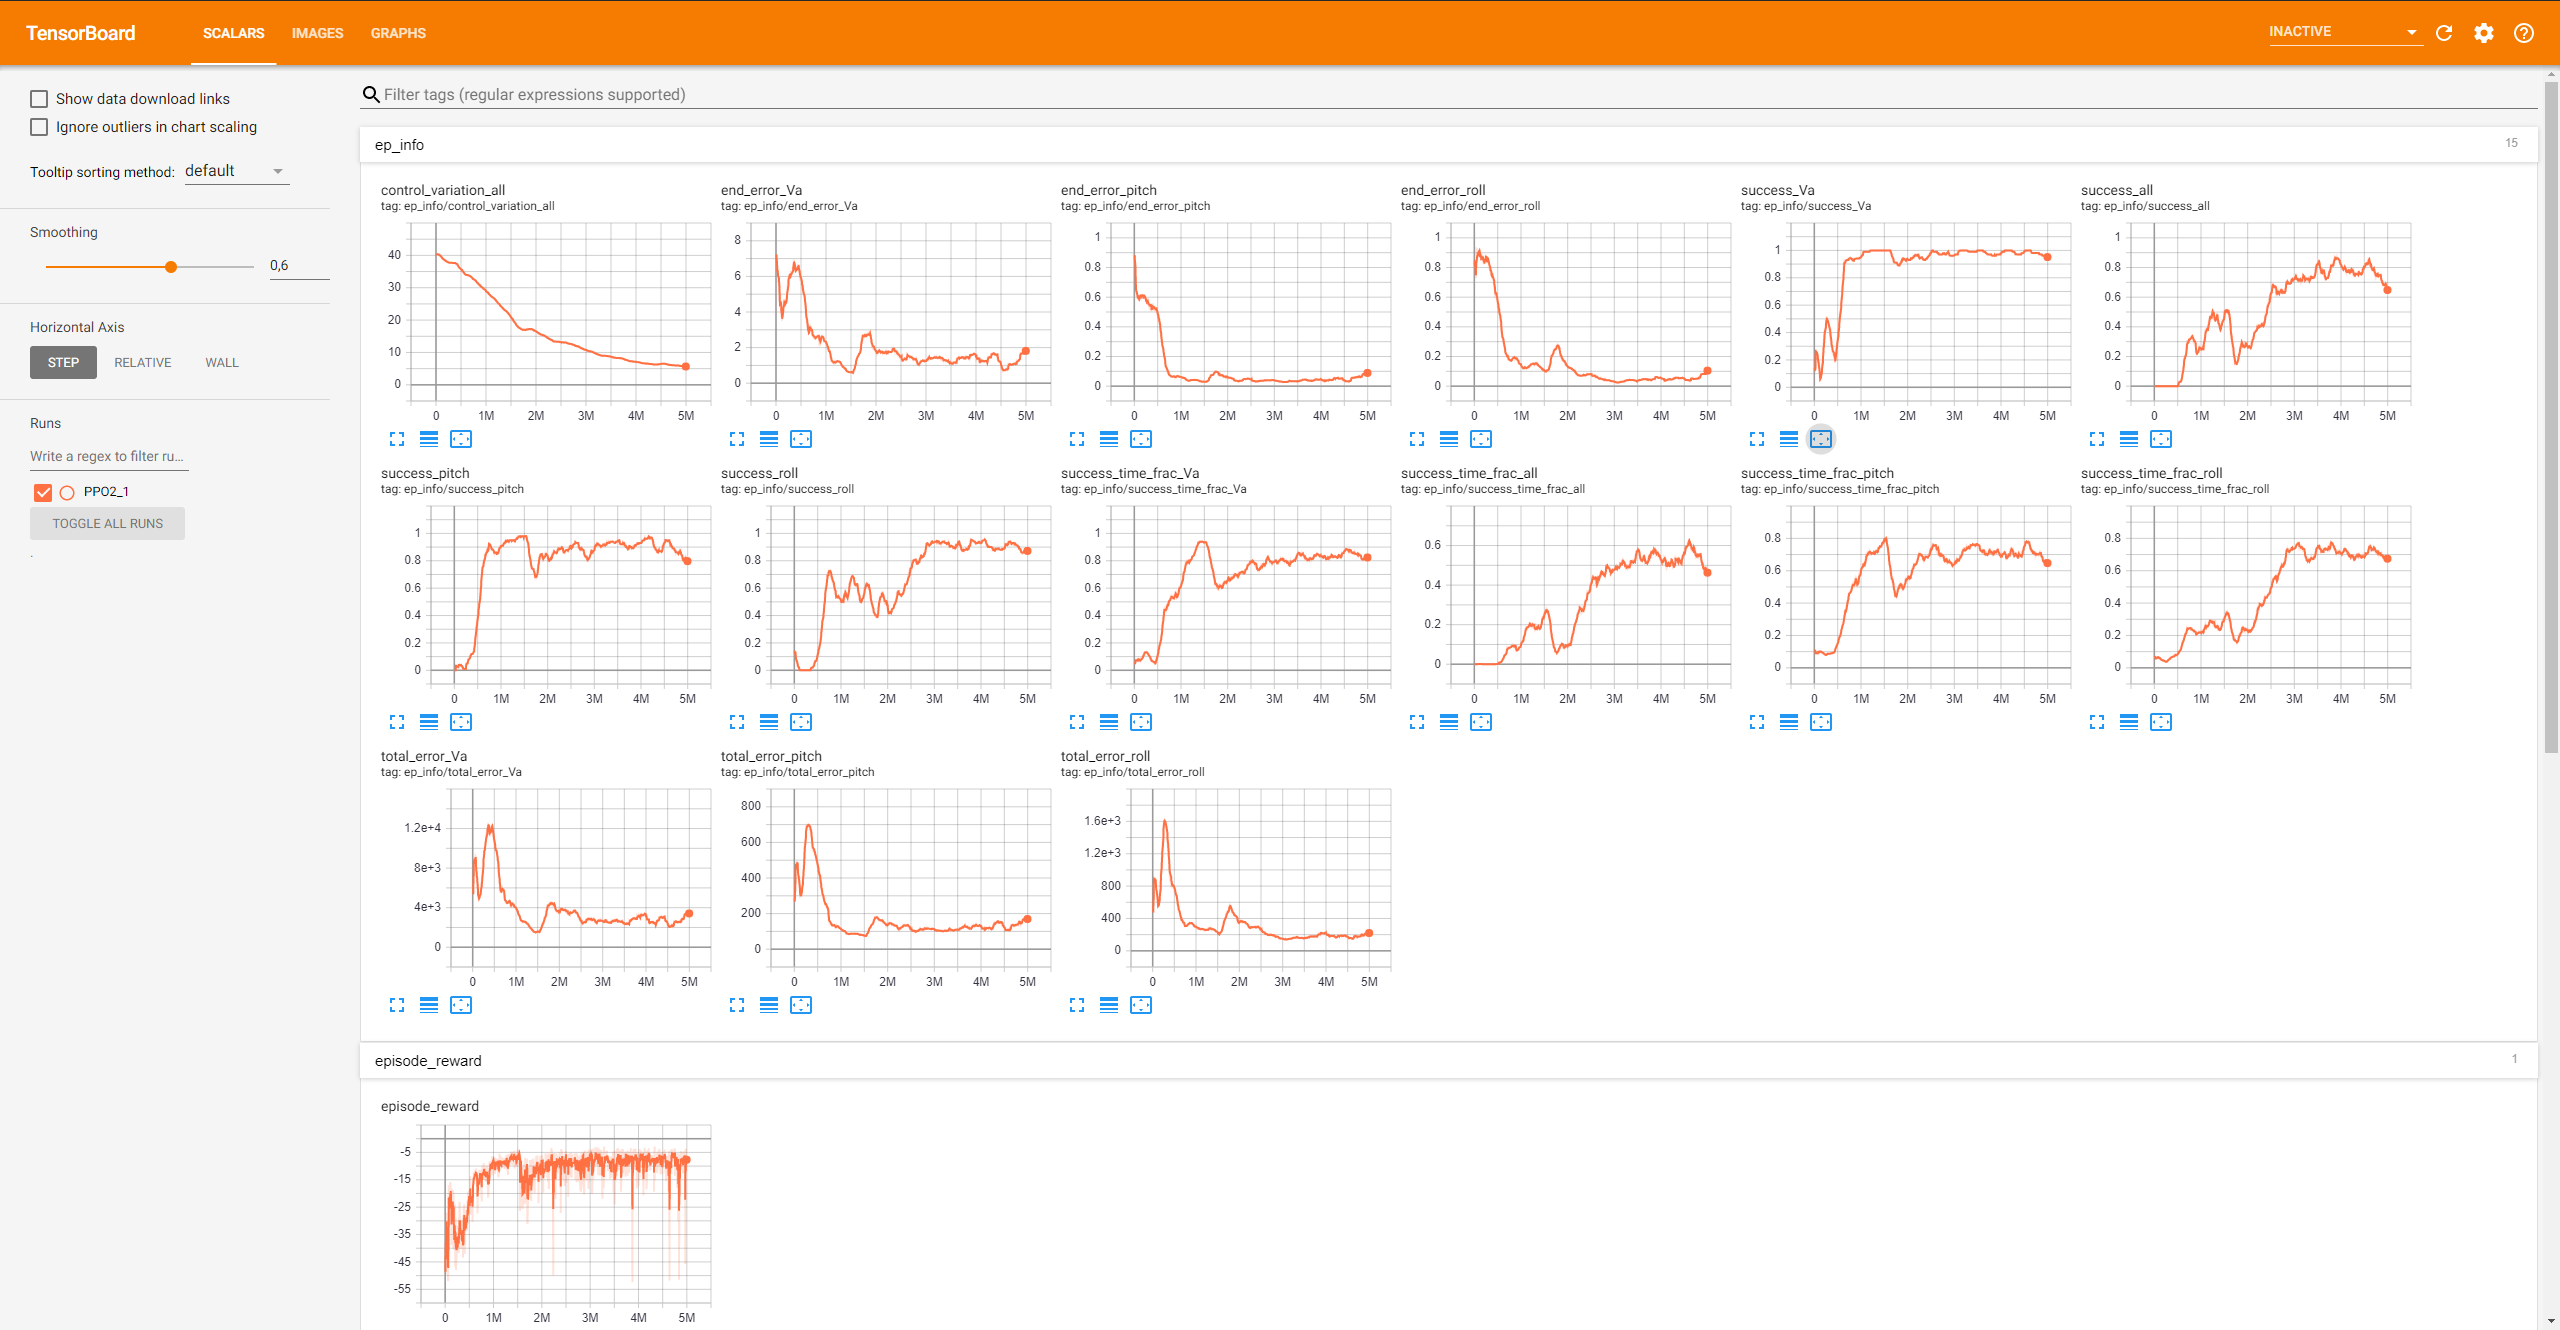 TensorBoard
SCALARS
IMAGES
GRAPHS
INACTIVE
Show data download links
Ignore outliers in chart scaling
Tooltip sorting method: default
Smoothing
0,6
Horizontal Axis
STEP
RELATIVE
WALL
Runs
Write a regex to filter ru...
PPO2_1
TOGGLE ALL RUNS
.
Filter tags (regular expressions supported)
ep_info
15
control_variation_all
tag: ep_info/control_variation_all
40
30
20
10
0
0 1M 2M 3M 4M 5M
end_error_Va
tag: ep_info/end_error_Va
8
6
4
2
0
0 1M 2M 3M 4M 5M
end_error_pitch
tag: ep_info/end_error_pitch
1
0.8
0.6
0.4
0.2
0
0 1M 2M 3M 4M 5M
end_error_roll
tag: ep_info/end_error_roll
1
0.8
0.6
0.4
0.2
0
0 1M 2M 3M 4M 5M
success_Va
tag: ep_info/success_Va
1
0.8
0.6
0.4
0.2
0
0 1M 2M 3M 4M 5M
success_all
tag: ep_info/success_all
1
0.8
0.6
0.4
0.2
0
0 1M 2M 3M 4M 5M
success_pitch
tag: ep_info/success_pitch
1
0.8
0.6
0.4
0.2
0
0 1M 2M 3M 4M 5M
success_roll
tag: ep_info/success_roll
1
0.8
0.6
0.4
0.2
0
0 1M 2M 3M 4M 5M
success_time_frac_Va
tag: ep_info/success_time_frac_Va
1
0.8
0.6
0.4
0.2
0
0 1M 2M 3M 4M 5M
success_time_frac_all
tag: ep_info/success_time_frac_all
0.6
0.4
0.2
0
0 1M 2M 3M 4M 5M
success_time_frac_pitch
tag: ep_info/success_time_frac_pitch
0.8
0.6
0.4
0.2
0
0 1M 2M 3M 4M 5M
success_time_frac_roll
tag: ep_info/success_time_frac_roll
0.8
0.6
0.4
0.2
0
0 1M 2M 3M 4M 5M
total_error_Va
tag: ep_info/total_error_Va
1.2e+4
8e+3
4e+3
0
0 1M 2M 3M 4M 5M
total_error_pitch
tag: ep_info/total_error_pitch
800
600
400
200
0
0 1M 2M 3M 4M 5M
total_error_roll
tag: ep_info/total_error_roll
1.6e+3
1.2e+3
800
400
0
0 1M 2M 3M 4M 5M
episode_reward
1
episode_reward
-5
-15
-25
-35
-45
-55
0 1M 2M 3M 4M 5M